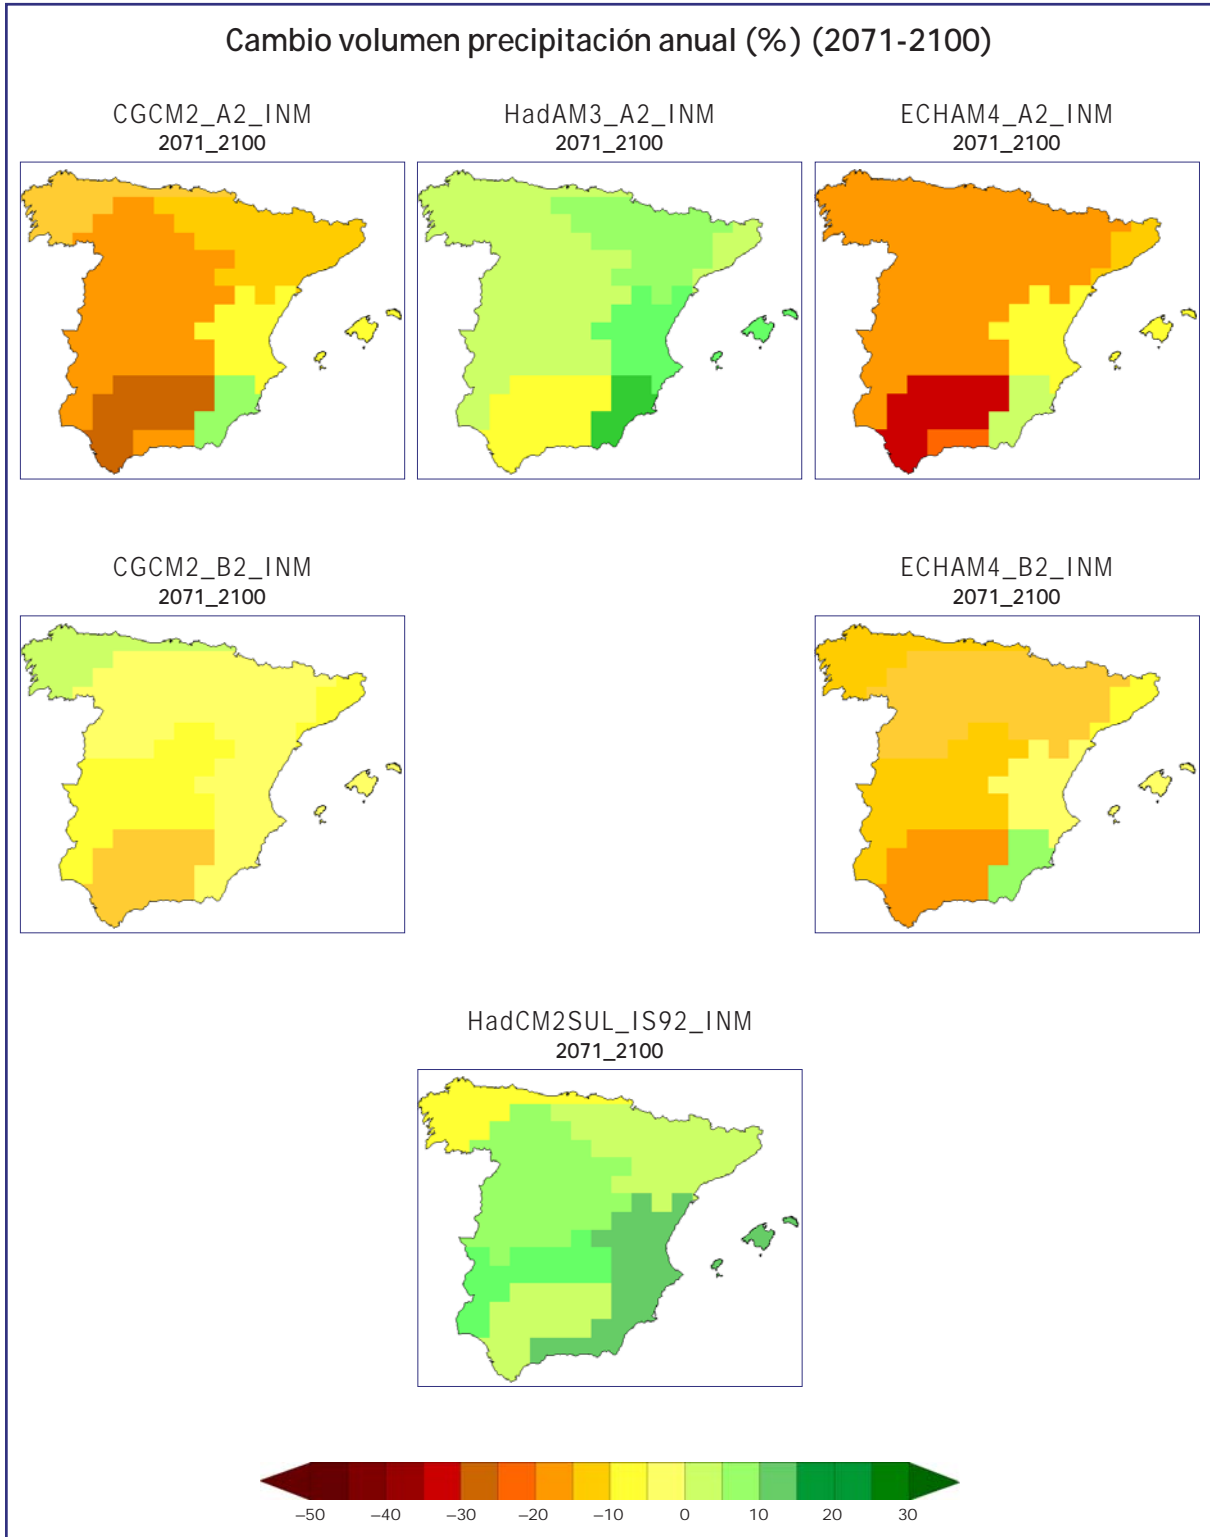 Cambio volumen precipitación anual (%) (2071-2100)
CGCM2_A2_INM
2071_2100
HadAM3_A2_INM
2071_2100
ECHAM4_A2_INM
2071_2100
CGCM2_B2_INM
2071_2100
ECHAM4_B2_INM
2071_2100
HadCM2SUL_IS92_INM
2071_2100
−50 −40 −30 −20 −10 0 10 20 30